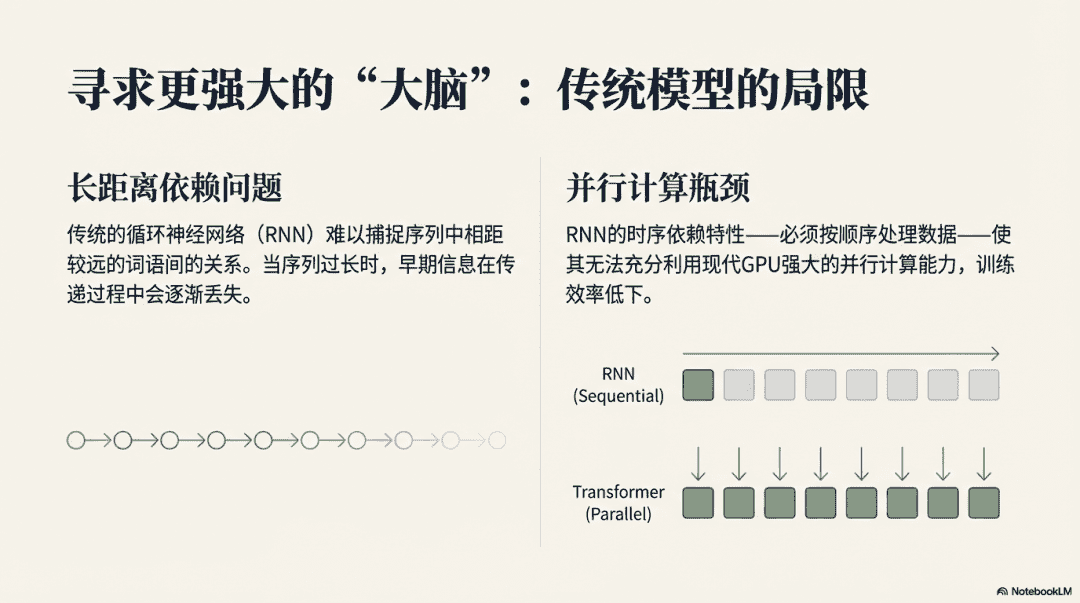 寻求更强大的“大脑”：传统模型的局限
长距离依赖问题
传统的循环神经网络（RNN）难以捕捉序列中相距
较远的词语间的关系。当序列过长时，早期信息在传
递过程中会逐渐丢失。
并行计算瓶颈
RNN的时序依赖特性——必须按顺序处理数据——使
其无法充分利用现代GPU强大的并行计算能力，训练
效率低下。
RNN
(Sequential)
Transformer
(Parallel)
NotebookLM